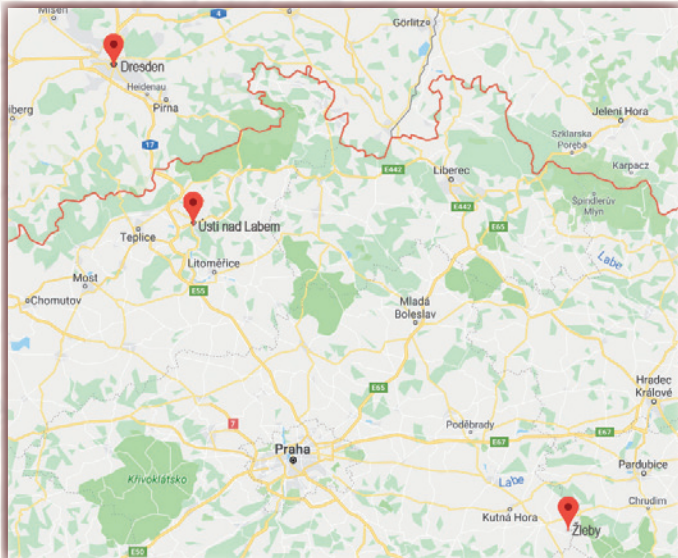 Míšeň
4
Görlitz
Dresden
Heidenau
Pirna
iberg
17
Jelení Hora
Szklarska
Poręba
Karpacz
E442
Liberec
Špindlerův
Mlýn
E442
Ústí nad Labem
Teplice
E65
Litoměřice
Labe
Most
E55
Chomutov
Mladá
Boleslav
E65
Hradec
Králové
7
Poděbrady
E67
E67
Praha
Pardubice
Křivoklátsko
Labe
Kutná Hora
Chrudim
Žleby
E50